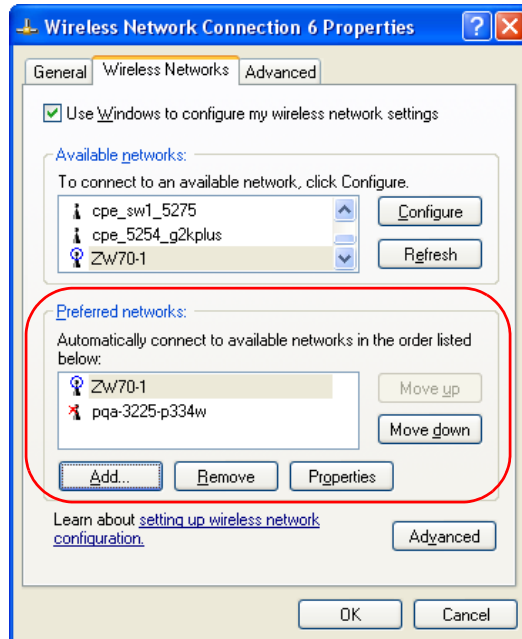 Wireless Network Connection 6 Properties
General Wireless Networks Advanced
Use Windows to configure my wireless network settings
Available networks:
To connect to an available network, click Configure.
cpe_sw1_5275
cpe_5254_g2kplus
ZW70-1
Configure
Refresh
Preferred networks:
Automatically connect to available networks in the order listed
below:
ZW70-1
pqa-3225-p334w
Move up
Move down
Add... Remove Properties
Learn about setting up wireless network
configuration.
Advanced
OK Cancel